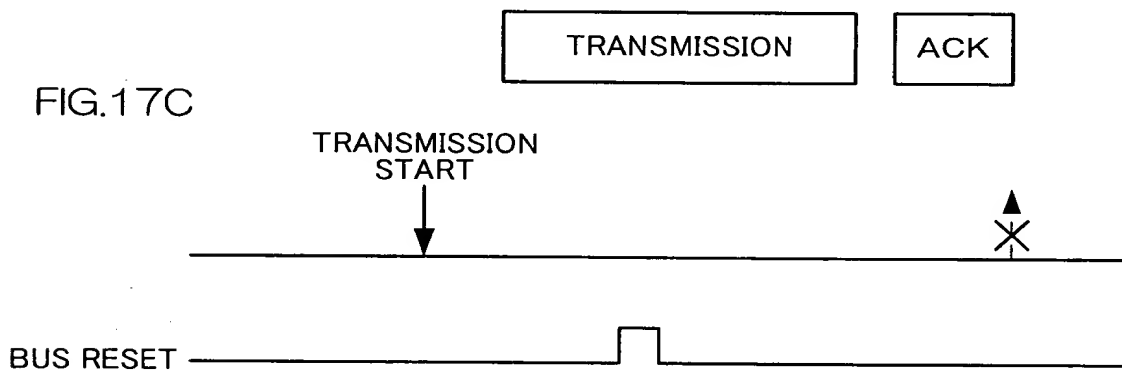 TRANSMISSION
ACK
FIG.17C
TRANSMISSION
START
BUS RESET